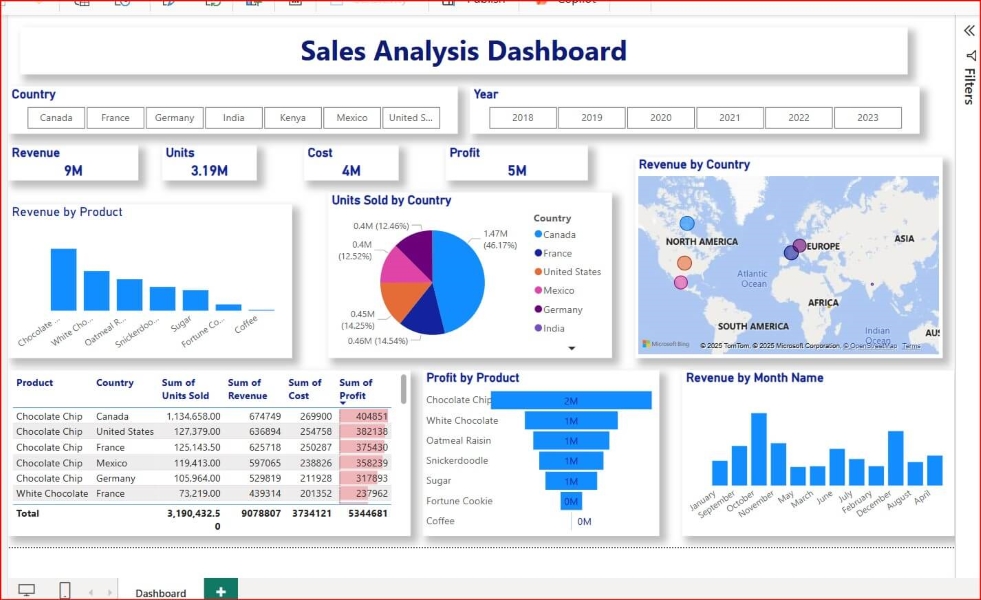 Publish
Copilot
Sales Analysis Dashboard
Filters
Country
Canada France Germany India Kenya Mexico United S...
Year
2018 2019 2020 2021 2022 2023
Revenue
9M
Units
3.19M
Cost
4M
Profit
5M
Revenue by Product
Chocolate ...
White Cho...
Oatmeal R...
Snickerdoo...
Sugar
Fortune Co...
Coffee
Units Sold by Country
0.4M (12.46%)
0.4M
(12.52%)
0.45M
(14.25%)
0.46M (14.54%)
1.47M
(46.17%)
Country
Canada
France
United States
Mexico
Germany
India
Revenue by Country
NORTH AMERICA
EUROPE
ASIA
Atlantic
Ocean
AFRICA
SOUTH AMERICA
Indian
Ocean
AUS
Microsoft Bing
© 2025 TomTom, © 2025 Microsoft Corporation, © OpenStreetMap Terms
Product Country Sum of Units Sold Sum of Revenue Sum of Cost Sum of Profit
Chocolate Chip Canada 1,134,658.00 674749 269900 404851
Chocolate Chip United States 127,379.00 636894 254758 382138
Chocolate Chip France 125,143.50 625718 250287 375430
Chocolate Chip Mexico 119,413.00 597065 238826 358239
Chocolate Chip Germany 105,964.00 529819 211928 317893
White Chocolate France 73,219.00 439314 201352 237962
Total 3,190,432.50 9078807 3734121 5344681
Profit by Product
Chocolate Chip 2M
White Chocolate 1M
Oatmeal Raisin 1M
Snickerdoodle 1M
Sugar 1M
Fortune Cookie 0M
Coffee 0M
Revenue by Month Name
January
September
October
November
May
March
June
July
February
December
August
April
Dashboard